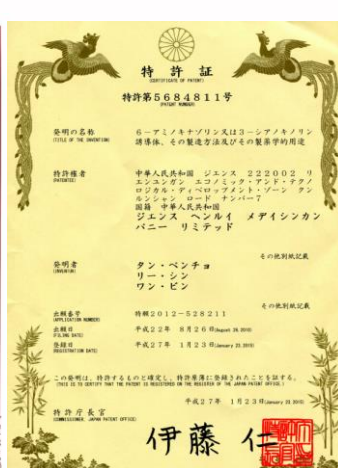 特許証
(CERTIFICATE OF PATENT)
特許第5684811号
(PATENT NUMBER)
発明の名称
(TITLE OF THE INVENTION)
6-アミノキナゾリン又は3-シアノキノリン
誘導体、その製造方法及びその製薬学的用途
特許権者
(PATENTEE)
中華人民共和国 ジエンス 222002 リ
エンユンガン エコノミック・アンド・テクノ
ロジカル・ディベロップメント・ゾーン クン
ルンシャン ロード ナンバー7
国籍 中華人民共和国
ジエンス ヘンルイ メデイシンカン
パニー リミテッド
その他別紙記載
発明者
(INVENTOR)
タン・ペンチョ
リー・シン
ワン・ビン
その他別紙記載
出願番号
(APPLICATION NUMBER)
特願2012-528211
出願日
(FILING DATE)
平成22年 8月26日(August 26,2010)
登録日
(REGISTRATION DATE)
平成27年 1月23日(January 23,2015)
この発明は、特許するものと確定し、特許原簿に登録されたことを証する。
(THIS IS TO CERTIFY THAT THE PATENT IS REGISTERED ON THE REGISTER OF THE JAPAN PATENT OFFICE.)
平成27年 1月23日(January 23,2015)
特許庁長官
(COMMISSIONER, JAPAN PATENT OFFICE)
伊藤 仁